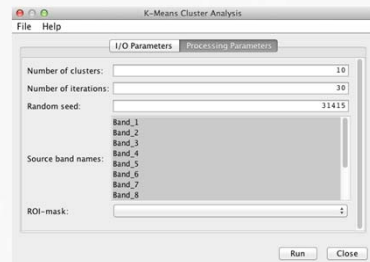 K-Means Cluster Analysis
File Help
I/O Parameters Processing Parameters
Number of clusters: 10
Number of iterations: 30
Random seed: 31415
Source band names:
Band_1
Band_2
Band_3
Band_4
Band_5
Band_6
Band_7
Band_8
ROI-mask:
Run Close